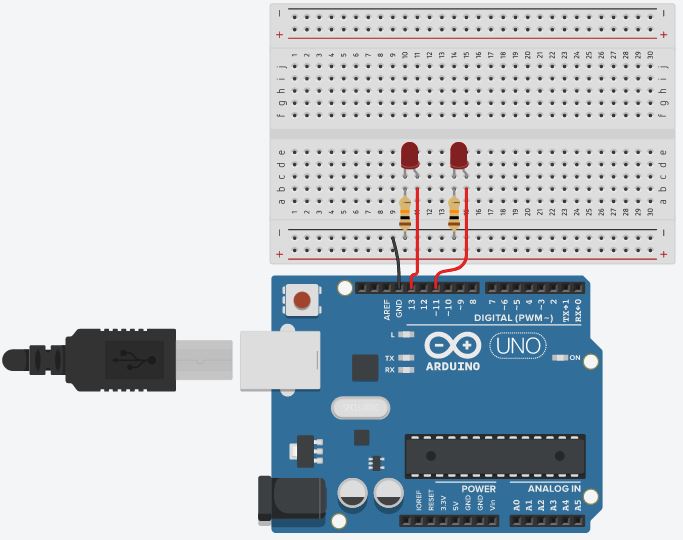 − −
+ +
1 2 3 4 5 6 7 8 9 10 11 12 13 14 15 16 17 18 19 20 21 22 23 24 25 26 27 28 29 30
j j
i i
h h
g g
f f
e e
d d
c c
b b
a a
1 2 3 4 5 6 7 8 9 10 11 12 13 14 15 16 17 18 19 20 21 22 23 24 25 26 27 28 29 30
− −
+ +
AREF GND 13 12 ~11 ~10 ~9 8 7 ~6 ~5 ~4 ~3 2 TX→1 RX←0
DIGITAL (PWM~)
L
TX
RX
UNO
ON
ARDUINO
POWER ANALOG IN
IOREF RESET 3.3V 5V GND GND Vin A0 A1 A2 A3 A4 A5